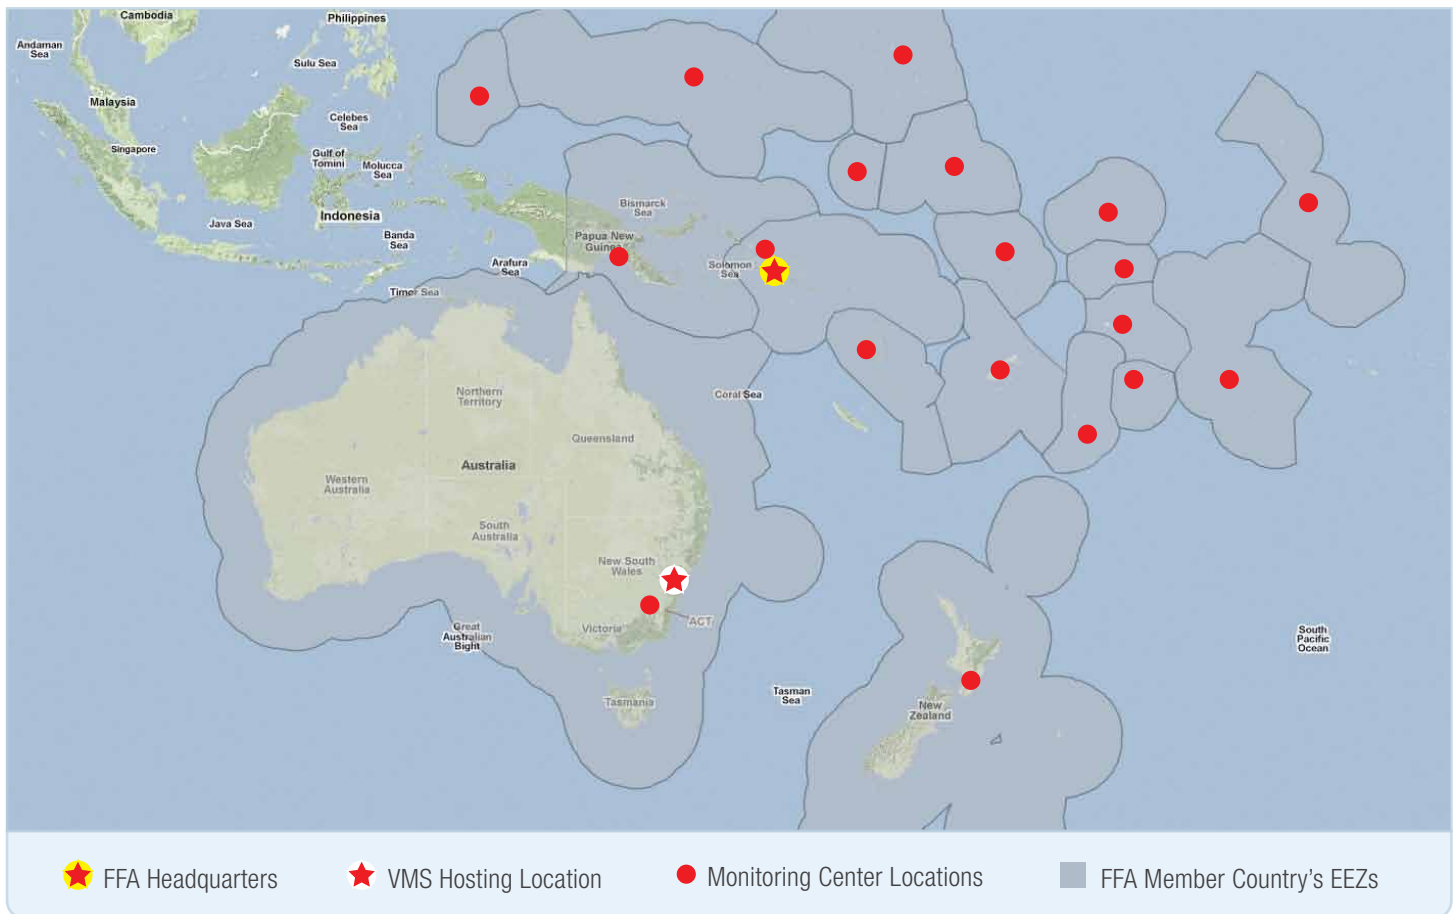 Cambodia
Philippines
Andaman
Sea
Sulu Sea
Malaysia
Celebes
Sea
Singapore
Gulf of
Tomini
Molucca
Sea
Bismarck
Sea
Indonesia
Java Sea
Banda
Sea
Papua New
Guinea
Arafura
Sea
Solomon
Sea
Timor Sea
Northern
Territory
Coral Sea
Queensland
Australia
Western
Australia
South
Australia
New South
Wales
ACT
Victoria
Great
Australian
Bight
South
Pacific
Ocean
Tasmania
Tasman
Sea
New
Zealand
FFA Headquarters
VMS Hosting Location
Monitoring Center Locations
FFA Member Country's EEZs